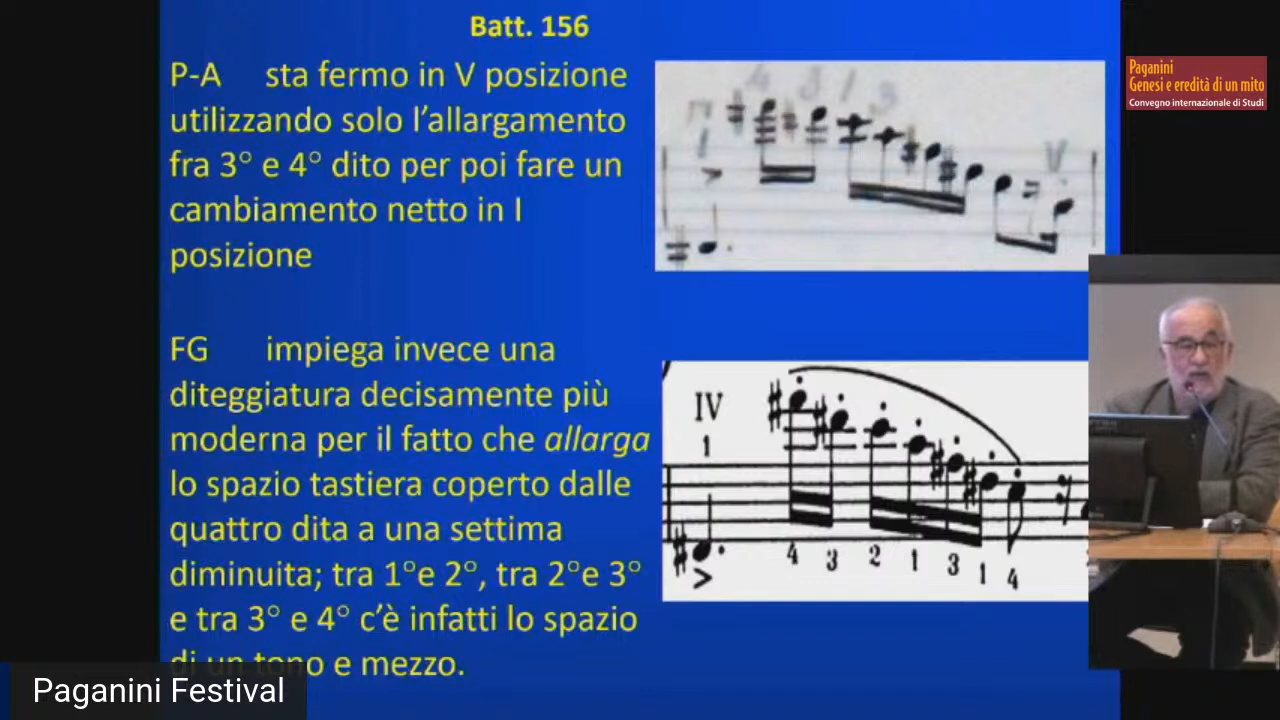 Batt. 156
P-A sta fermo in V posizione
utilizzando solo l'allargamento
fra 3° e 4° dito per poi fare un
cambiamento netto in I
posizione
FG impiega invece una
diteggiatura decisamente più
moderna per il fatto che allarga
lo spazio tastiera coperto dalle
quattro dita a una settima
diminuita; tra 1°e 2°, tra 2°e 3°
e tra 3° e 4° c'è infatti lo spazio
di un tono e mezzo.
4 3 1 3
V
IV
1
4 3 2 1 3 1 4
Paganini
Genesi e eredità di un mito
Convegno internazionale di Studi
Paganini Festival